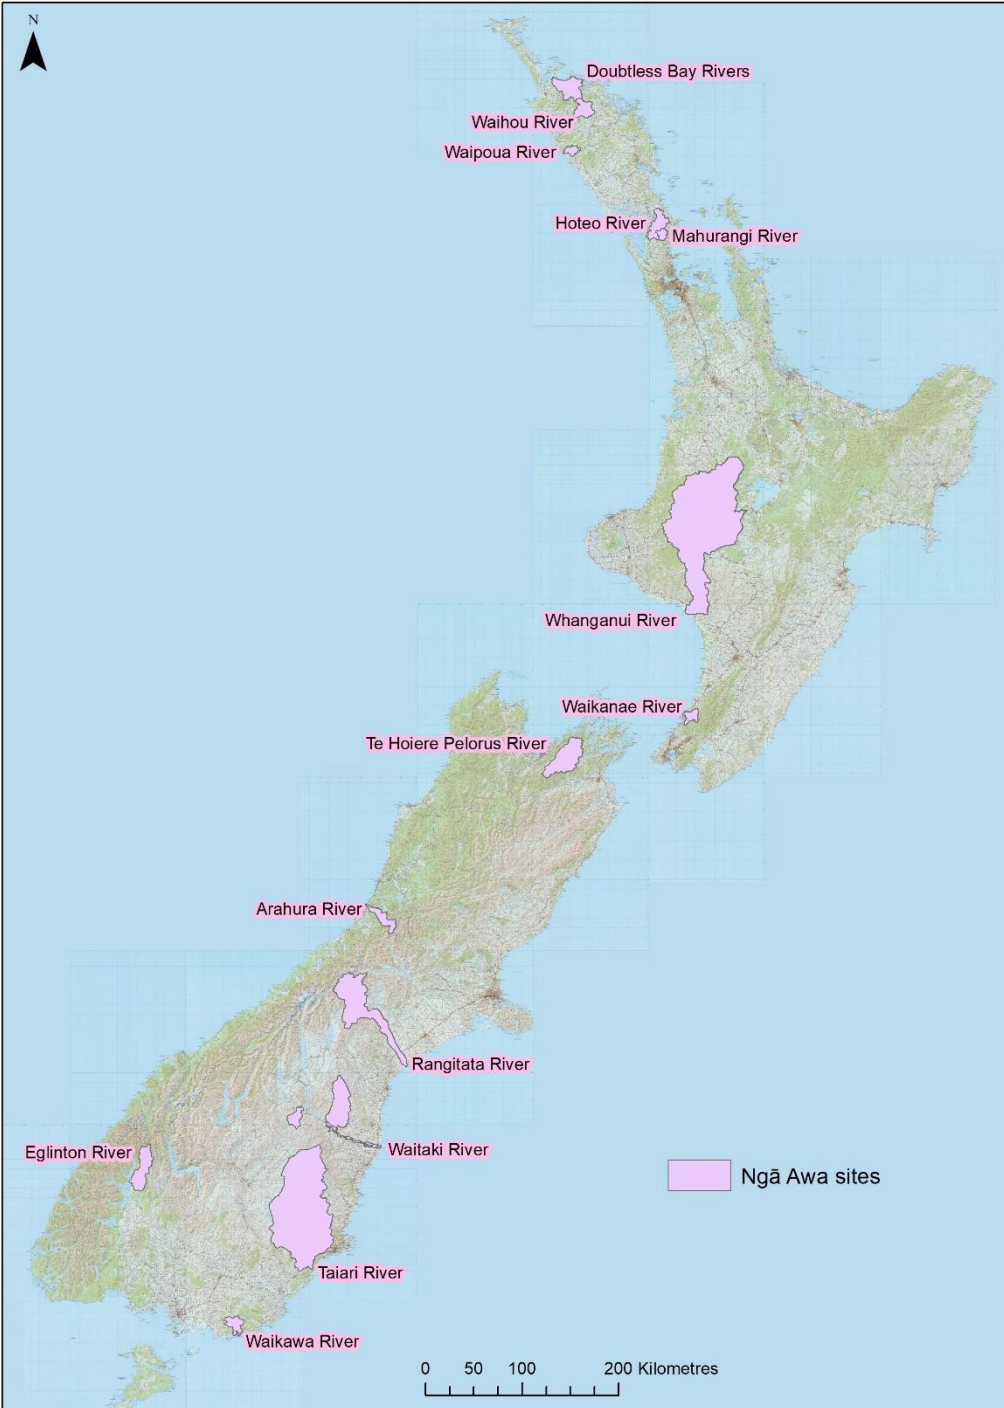 N
Doubtless Bay Rivers
Waihou River
Waipoua River
Hoteo River
Mahurangi River
Whanganui River
Waikanae River
Te Hoiere Pelorus River
Arahura River
Rangitata River
Waitaki River
Eglinton River
Ngā Awa sites
Taiari River
Waikawa River
0 50 100 200 Kilometres